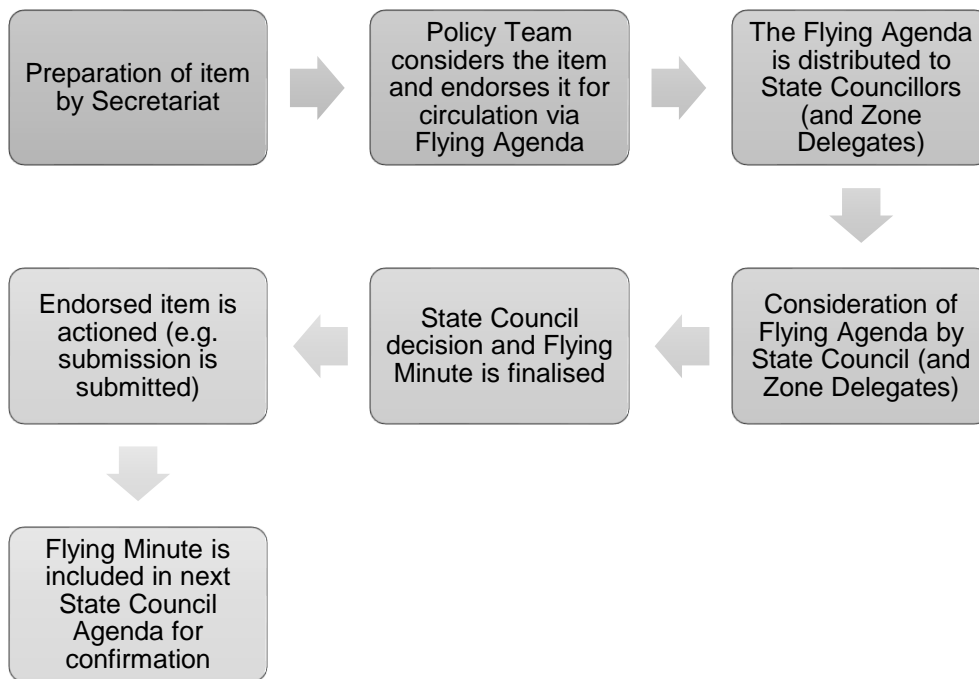 Preparation of item
by Secretariat
Policy Team
considers the item
and endorses it for
circulation via
Flying Agenda
The Flying Agenda
is distributed to
State Councillors
(and Zone
Delegates)
Consideration of
Flying Agenda by
State Council (and
Zone Delegates)
State Council
decision and Flying
Minute is finalised
Endorsed item is
actioned (e.g.
submission is
submitted)
Flying Minute is
included in next
State Council
Agenda for
confirmation